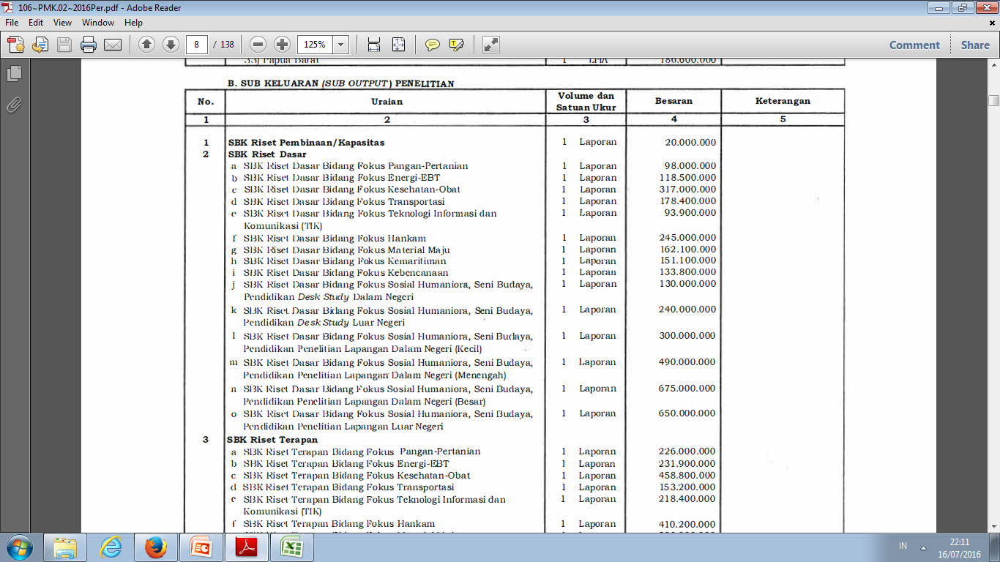 106~PMK.02~2016Per.pdf - Adobe Reader
File Edit View Window Help
8 / 138 125% Comment Share
33) Papua Barat 1 LHA 186.600.000
B. SUB KELUARAN (SUB OUTPUT) PENELITIAN
No. Uraian Volume dan Satuan Ukur Besaran Keterangan
1 2 3 4 5
1 SBK Riset Pembinaan/Kapasitas 1 Laporan 20.000.000
2 SBK Riset Dasar
a SBK Riset Dasar Bidang Fokus Pangan-Pertanian 1 Laporan 98.000.000
b SBK Riset Dasar Bidang Fokus Energi-EBT 1 Laporan 118.500.000
c SBK Riset Dasar Bidang Fokus Kesehatan-Obat 1 Laporan 317.000.000
d SBK Riset Dasar Bidang Fokus Transportasi 1 Laporan 178.400.000
e SBK Riset Dasar Bidang Fokus Teknologi Informasi dan 1 Laporan 93.900.000
Komunikasi (TIK)
f SBK Riset Dasar Bidang Fokus Hankam 1 Laporan 245.000.000
g SBK Riset Dasar Bidang Fokus Material Maju 1 Laporan 162.100.000
h SBK Riset Dasar Bidang Fokus Kemaritiman 1 Laporan 151.100.000
i SBK Riset Dasar Bidang Fokus Kebencanaan 1 Laporan 133.800.000
j SBK Riset Dasar Bidang Fokus Sosial Humaniora, Seni Budaya, 1 Laporan 130.000.000
Pendidikan Desk Study Dalam Negeri
k SBK Riset Dasar Bidang Fokus Sosial Humaniora, Seni Budaya, 1 Laporan 240.000.000
Pendidikan Desk Study Luar Negeri
l SBK Riset Dasar Bidang Fokus Sosial Humaniora, Seni Budaya, 1 Laporan 300.000.000
Pendidikan Penelitian Lapangan Dalam Negeri (Kecil)
m SBK Riset Dasar Bidang Fokus Sosial Humaniora, Seni Budaya, 1 Laporan 490.000.000
Pendidikan Penelitian Lapangan Dalam Negeri (Menengah)
n SBK Riset Dasar Bidang Fokus Sosial Humaniora, Seni Budaya, 1 Laporan 675.000.000
Pendidikan Penelitian Lapangan Dalam Negeri (Besar)
o SBK Riset Dasar Bidang Fokus Sosial Humaniora, Seni Budaya, 1 Laporan 650.000.000
Pendidikan Penelitian Lapangan Luar Negeri
3 SBK Riset Terapan
a SBK Riset Terapan Bidang Fokus Pangan-Pertanian 1 Laporan 226.000.000
b SBK Riset Terapan Bidang Fokus Energi-EBT 1 Laporan 231.900.000
c SBK Riset Terapan Bidang Fokus Kesehatan-Obat 1 Laporan 458.800.000
d SBK Riset Terapan Bidang Fokus Transportasi 1 Laporan 153.200.000
e SBK Riset Terapan Bidang Fokus Teknologi Informasi dan 1 Laporan 218.400.000
Komunikasi (TIK)
f SBK Riset Terapan Bidang Fokus Hankam 1 Laporan 410.200.000
IN 22:11
16/07/2016